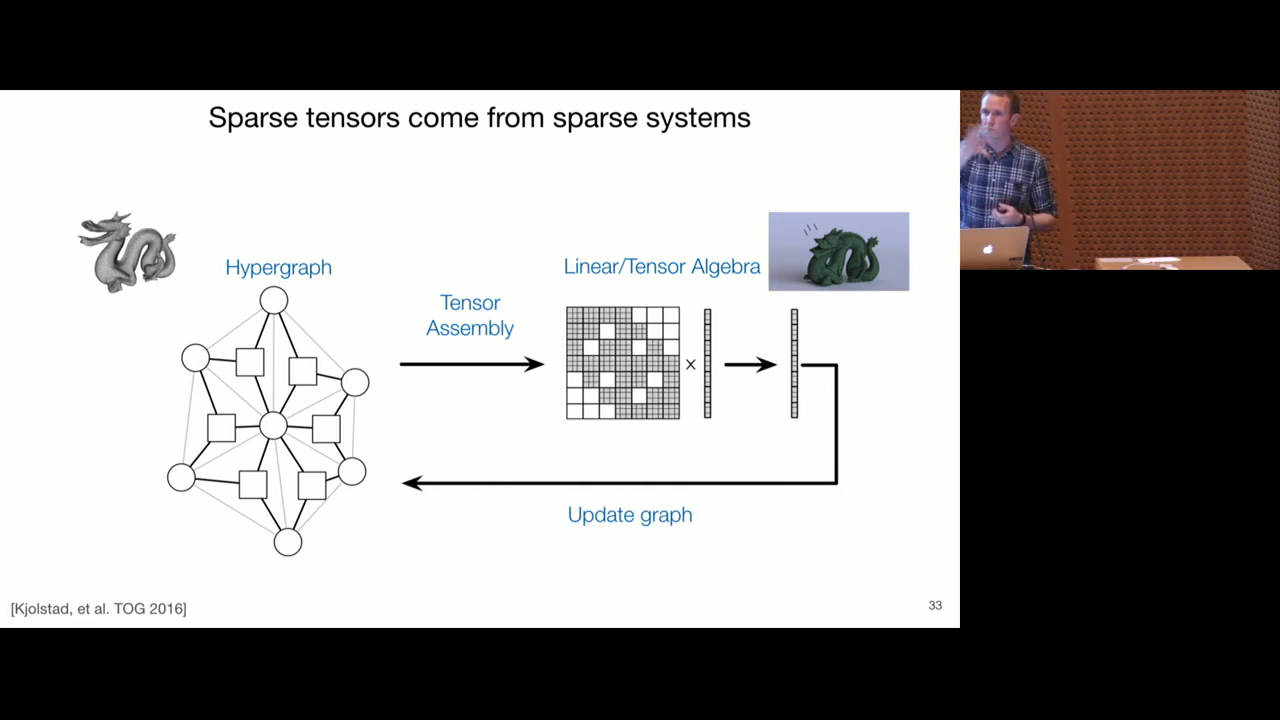 Sparse tensors come from sparse systems
Hypergraph
Linear/Tensor Algebra
Tensor
Assembly
×
Update graph
[Kjolstad, et al. TOG 2016]
33